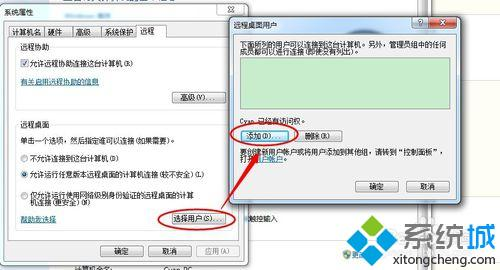 系统属性
计算机名 硬件 高级 系统保护 远程
远程协助
允许远程协助连接这台计算机(R)
有关启用远程协助的信息
高级(V)...
远程桌面
单击一个选项，然后指定谁可以连接(如果需要)。
不允许连接到这台计算机(D)
允许运行任意版本远程桌面的计算机连接(较不安全)(L)
仅允许运行使用网络级别身份验证的远程桌面的计算
机连接(更安全)(N)
帮助我选择
选择用户(S)...
确定 取消 应用(A)
远程桌面用户
下面所列的用户可以连接到这台计算机。另外，管理员组中的任何
成员都可以进行连接(即使没有列出)。
Cyan 已经有访问权。
添加(D)... 删除(R)
要创建新用户帐户或将用户添加到其他组，请转到“控制面板”，
打开用户帐户。
确定 取消
触控输入
更改
系统城
xitongcheng.com